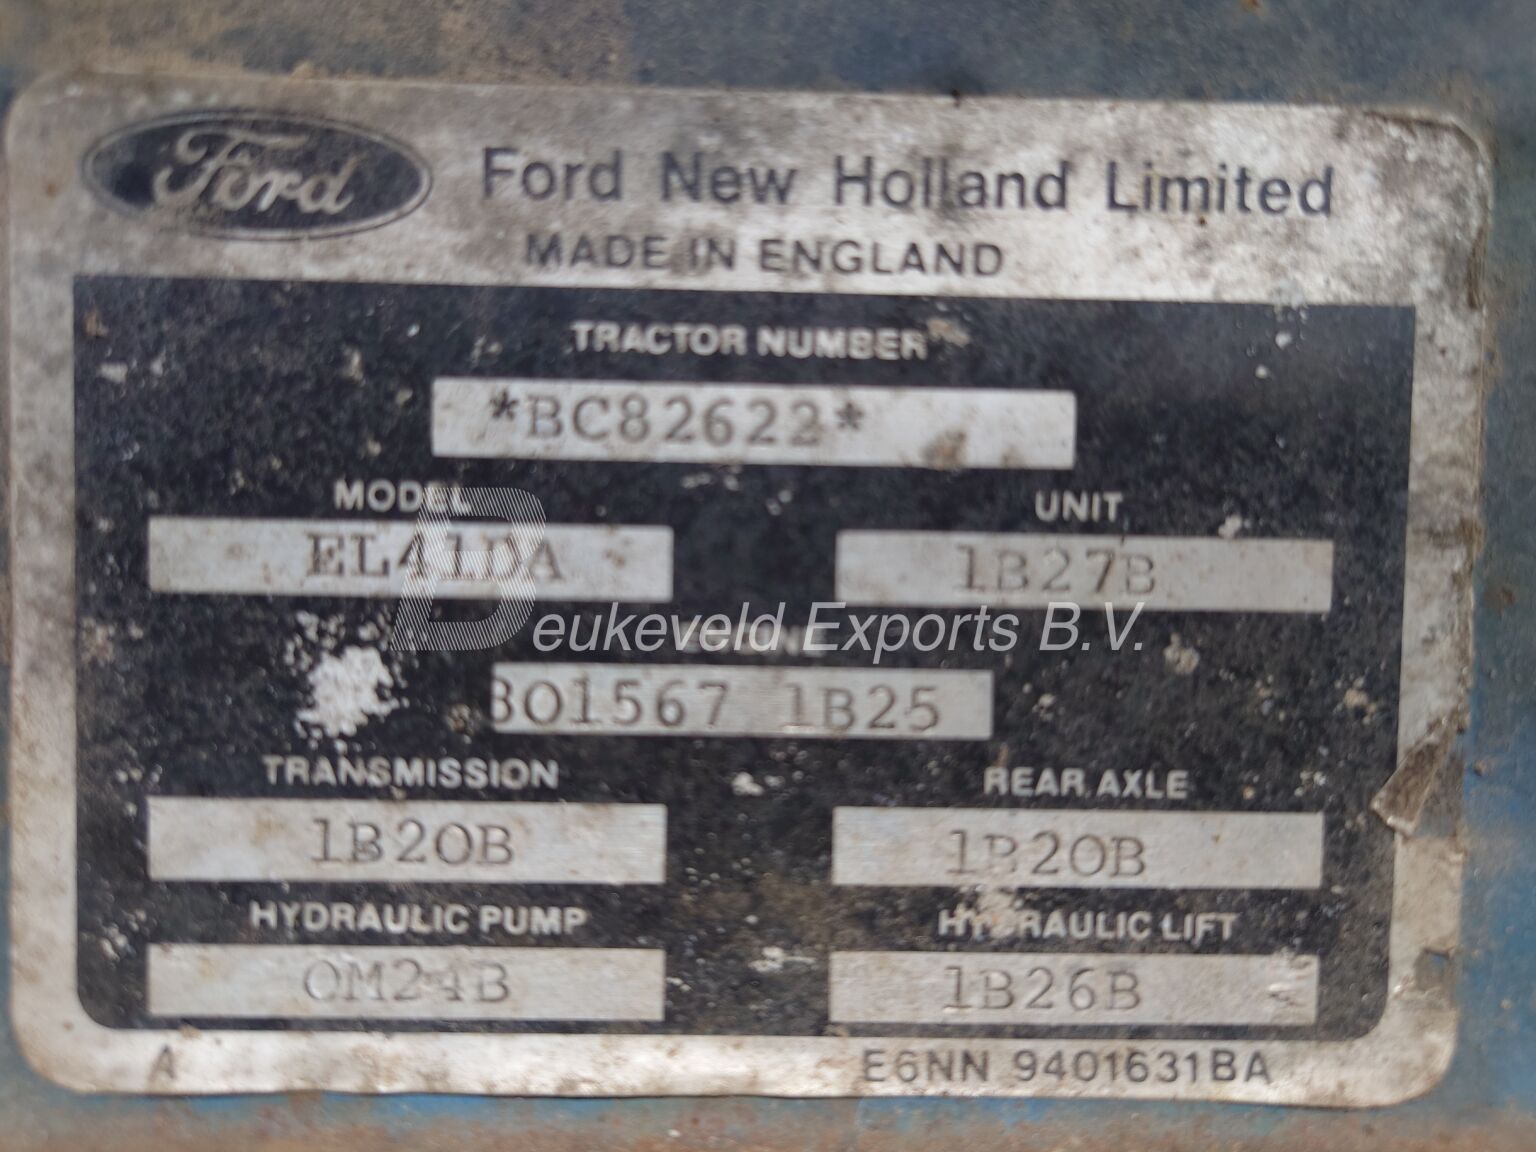 Ford Ford New Holland Limited
MADE IN ENGLAND
TRACTOR NUMBER
*BC82622*
MODEL UNIT
EL41DA 1B27B
Beukeveld Exports B.V.
301567 1B25
TRANSMISSION REAR AXLE
1B20B 1B20B
HYDRAULIC PUMP HYDRAULIC LIFT
0M24B 1B26B
A E6NN 9401631BA